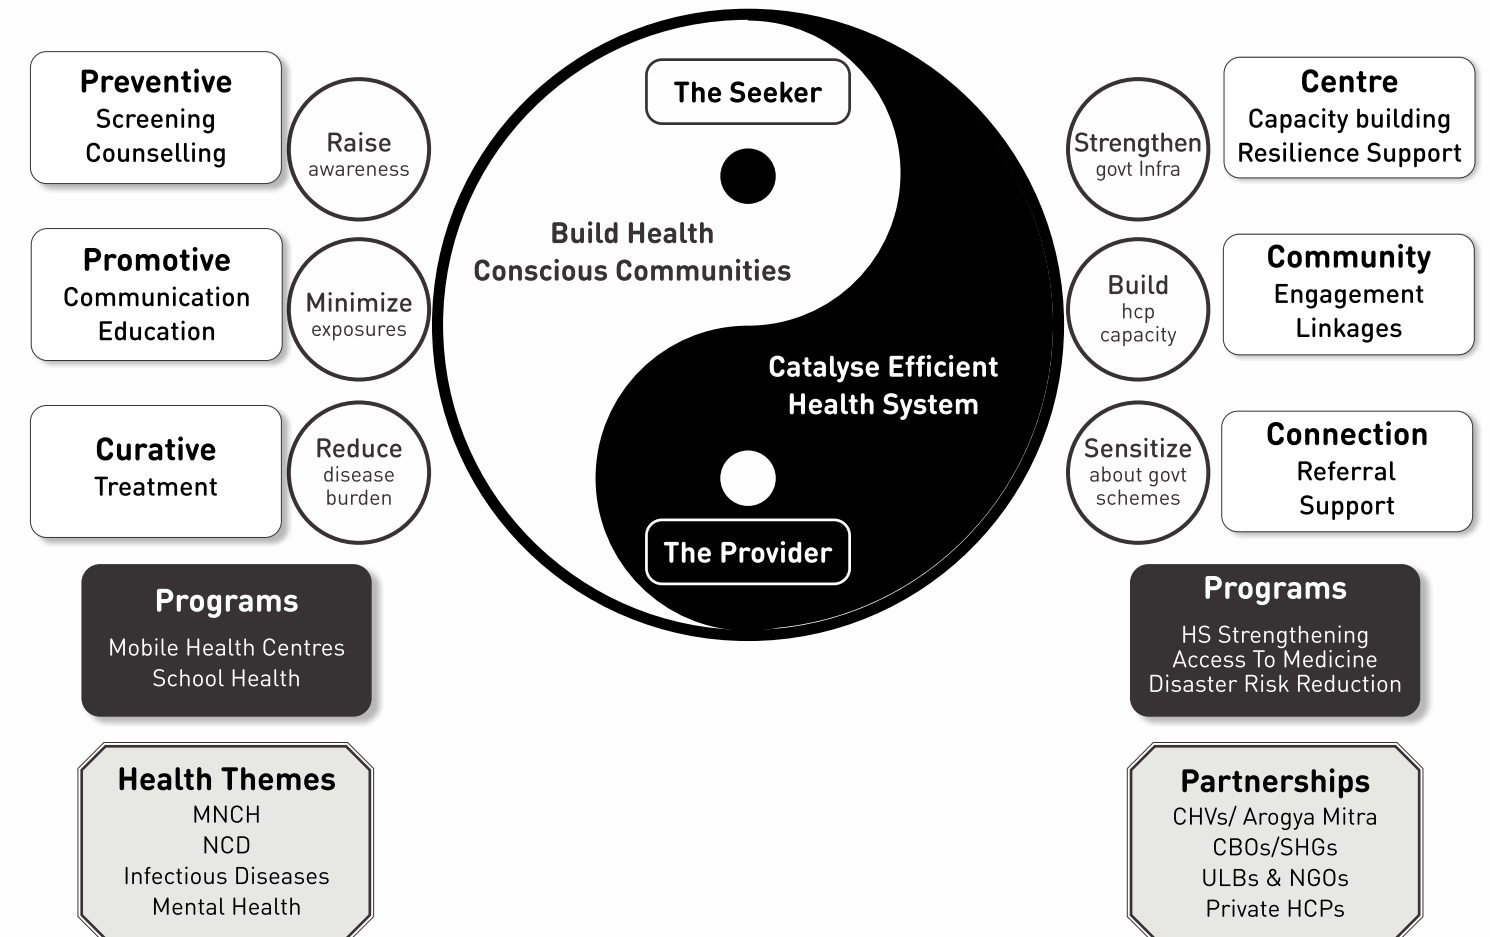 Preventive
Screening
Counselling
Raise
awareness
Promotive
Communication
Education
Minimize
exposures
Curative
Treatment
Reduce
disease
burden
Programs
Mobile Health Centres
School Health
Health Themes
MNCH
NCD
Infectious Diseases
Mental Health
The Seeker
Build Health
Conscious Communities
Catalyse Efficient
Health System
The Provider
Strengthen
govt Infra
Centre
Capacity building
Resilience Support
Build
hcp
capacity
Community
Engagement
Linkages
Sensitize
about govt
schemes
Connection
Referral
Support
Programs
HS Strengthening
Access To Medicine
Disaster Risk Reduction
Partnerships
CHVs/ Arogya Mitra
CBOs/SHGs
ULBs & NGOs
Private HCPs